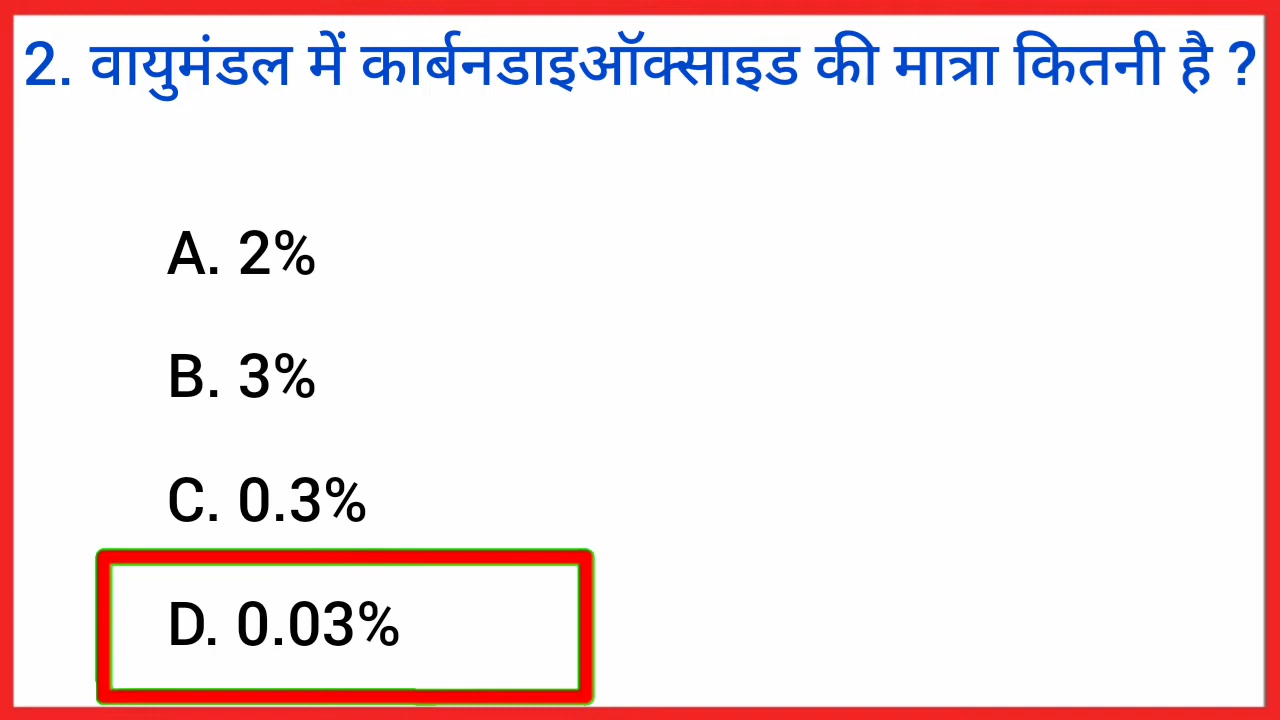 2. वायुमंडल में कार्बनडाइऑक्साइड की मात्रा कितनी है ?
A. 2%
B. 3%
C. 0.3%
D. 0.03%